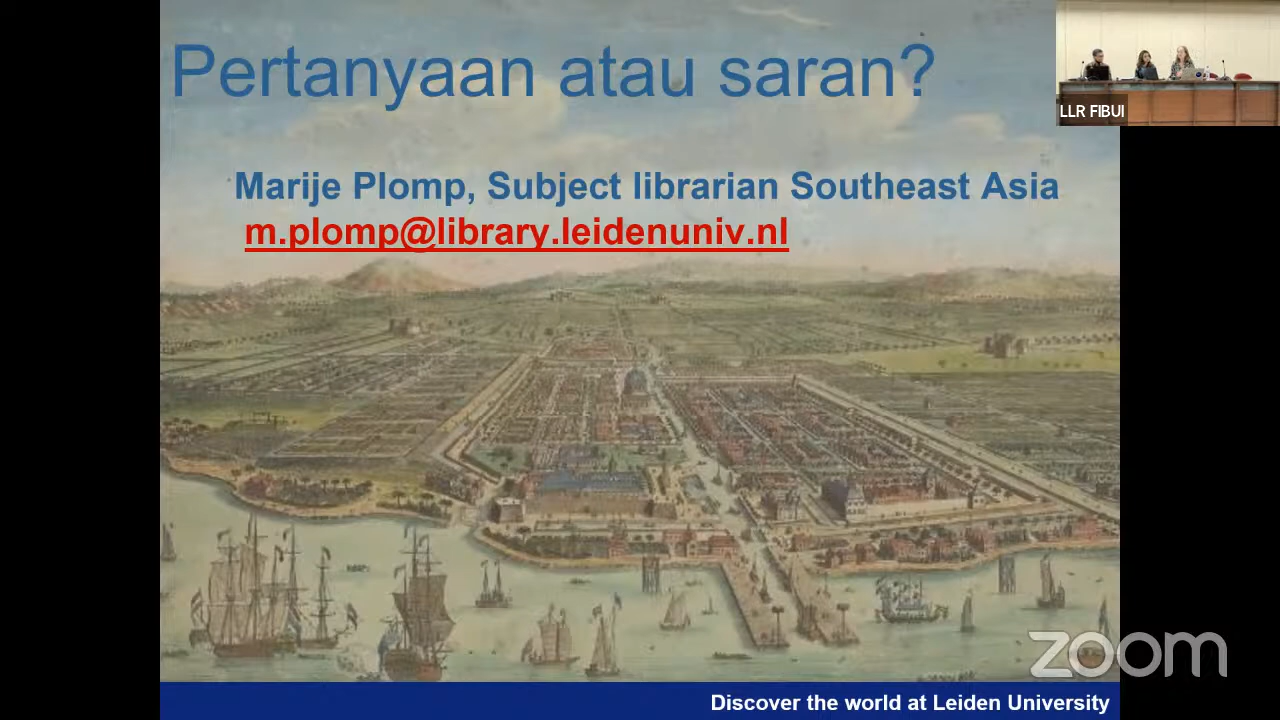 Pertanyaan atau saran?
LLR FIBUI
Marije Plomp, Subject librarian Southeast Asia
m.plomp@library.leidenuniv.nl
zoom
Discover the world at Leiden University